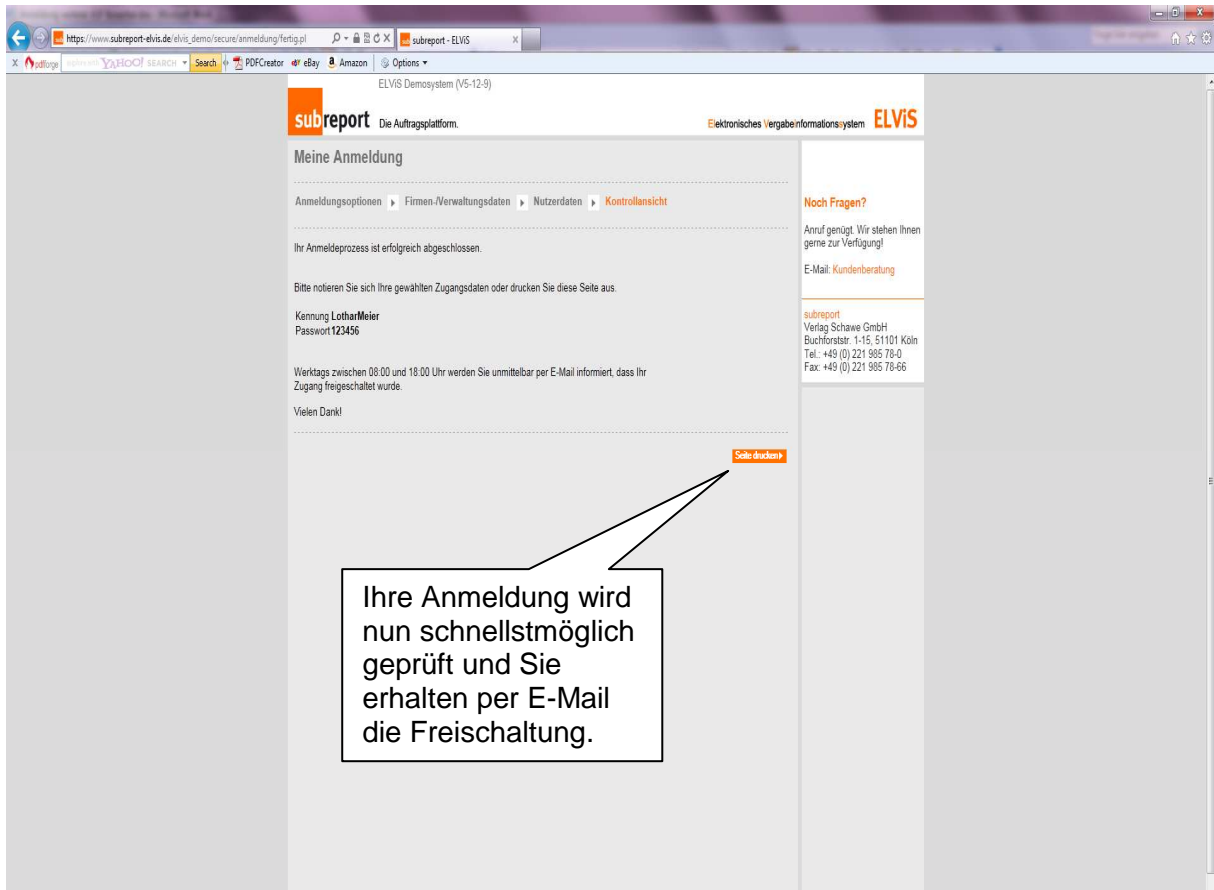 https://www.subreport-elvis.de/elvis_demo/secure/anmeldung/fertig.pl
subreport - ELViS
pdfforge
YAHOO! SEARCH
Search
PDFCreator
eBay
Amazon
Options
ELViS Demosystem (V5-12-9)
subreport Die Auftragsplattform.
Elektronisches Vergabeinformationssystem ELViS
Meine Anmeldung
Anmeldungsoptionen Firmen-/Verwaltungsdaten Nutzerdaten Kontrollansicht
Ihr Anmeldeprozess ist erfolgreich abgeschlossen.
Bitte notieren Sie sich Ihre gewählten Zugangsdaten oder drucken Sie diese Seite aus.
Kennung LotharMeier
Passwort 123456
Werktags zwischen 08:00 und 18:00 Uhr werden Sie unmittelbar per E-Mail informiert, dass Ihr
Zugang freigeschaltet wurde.
Vielen Dank!
Seite drucken
Noch Fragen?
Anruf genügt. Wir stehen Ihnen
gerne zur Verfügung!
E-Mail: Kundenberatung
subreport
Verlag Schawe GmbH
Buchforststr. 1-15, 51101 Köln
Tel.: +49 (0) 221 985 78-0
Fax: +49 (0) 221 985 78-66
Ihre Anmeldung wird
nun schnellstmöglich
geprüft und Sie
erhalten per E-Mail
die Freischaltung.